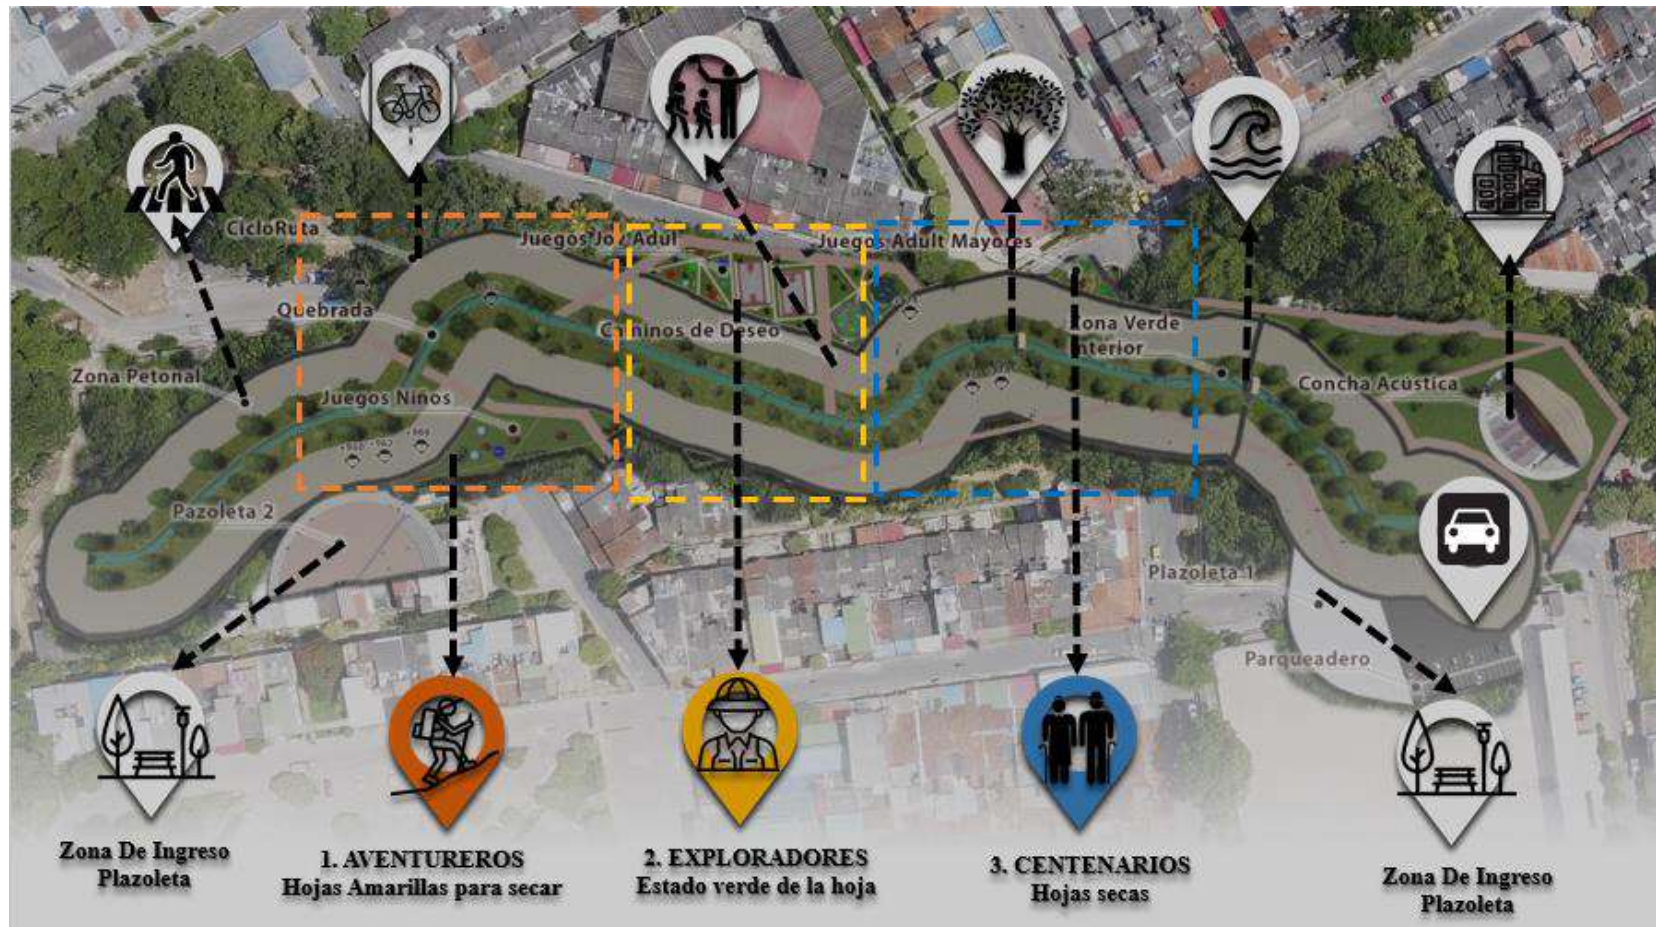 CicloRuta
Juegos Jov Adul
Juegos Adult Mayores
Quebrada
Caminos de Deseo
Zona Verde
Interior
Zona Petonal
Juegos Ninos
Concha Acústica
Pazoleta 2
Plazoleta 1
Parqueadero
Zona De Ingreso
Plazoleta
1. AVENTUREROS
Hojas Amarillas para secar
2. EXPLORADORES
Estado verde de la hoja
3. CENTENARIOS
Hojas secas
Zona De Ingreso
Plazoleta